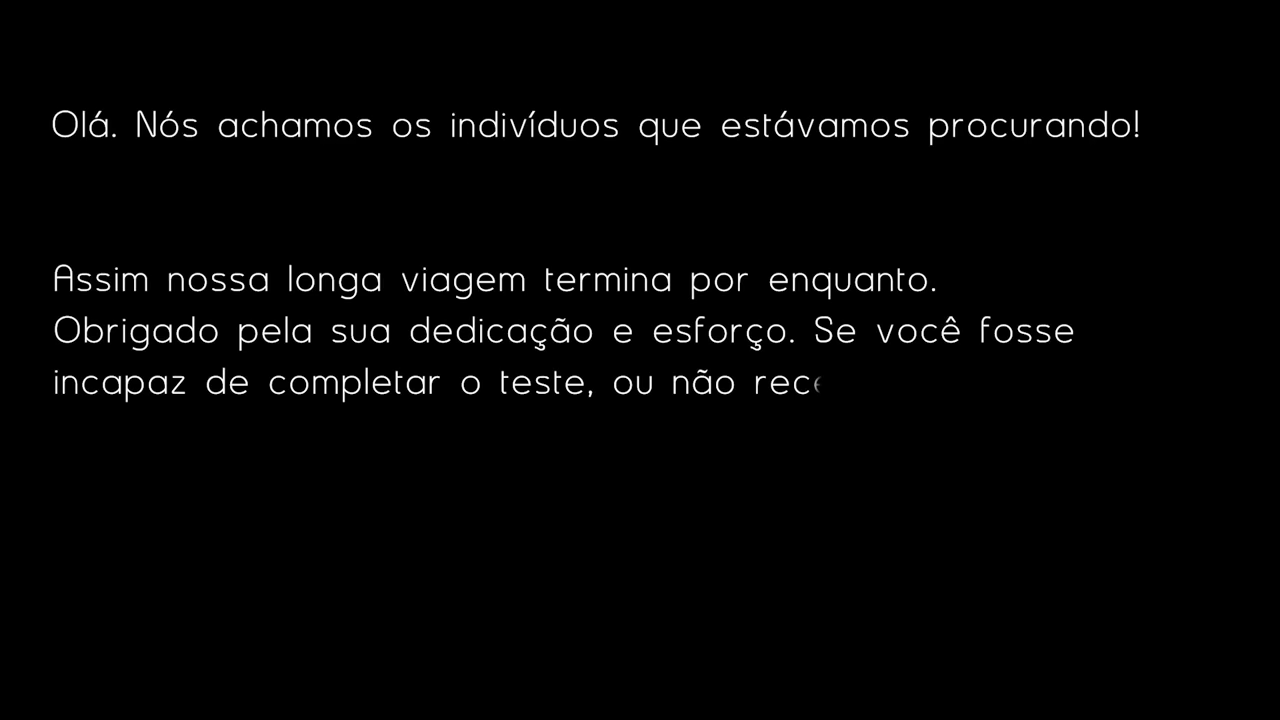 Olá. Nós achamos os indivíduos que estávamos procurando!
Assim nossa longa viagem termina por enquanto.
Obrigado pela sua dedicação e esforço. Se você fosse
incapaz de completar o teste, ou não rece